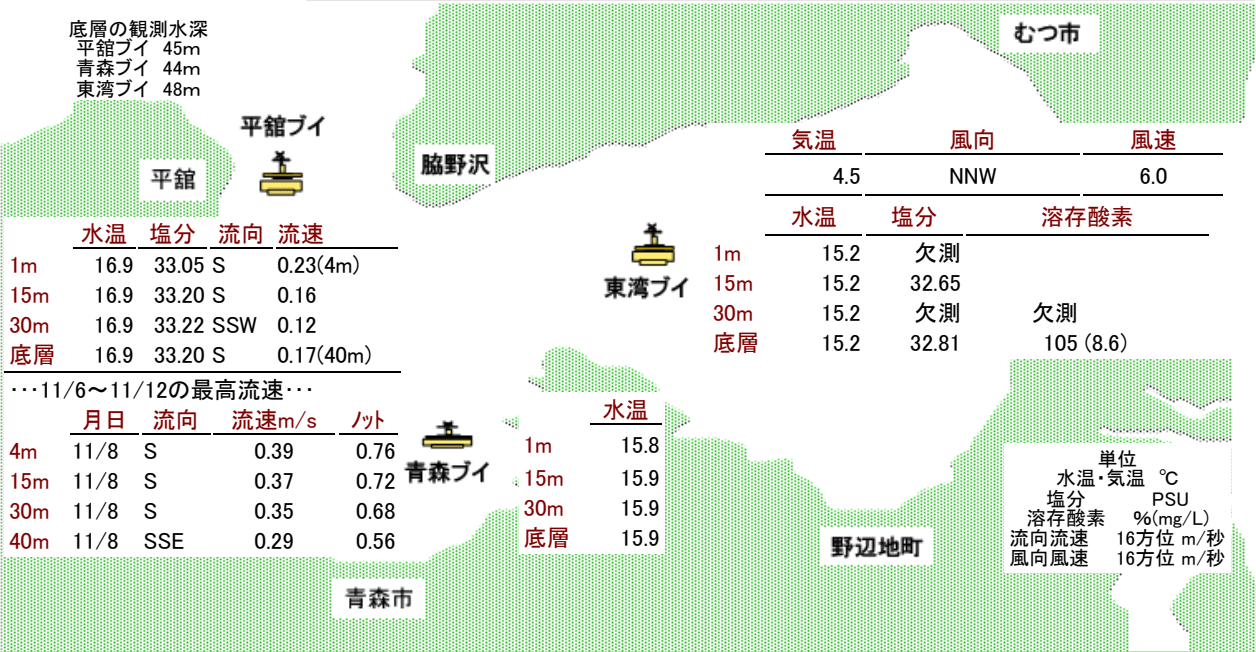 底層の観測水深
平舘ブイ 45m
青森ブイ 44m
東湾ブイ 48m
むつ市
平舘ブイ
脇野沢
平舘
気温 風向 風速
4.5 NNW 6.0
水温 塩分 溶存酸素
1m 15.2 欠測
15m 15.2 32.65
30m 15.2 欠測 欠測
底層 15.2 32.81 105 (8.6)
東湾ブイ
水温 塩分 流向 流速
1m 16.9 33.05 S 0.23(4m)
15m 16.9 33.20 S 0.16
30m 16.9 33.22 SSW 0.12
底層 16.9 33.20 S 0.17(40m)
･･･11/6～11/12の最高流速･･･
月日 流向 流速m/s ノット
4m 11/8 S 0.39 0.76
15m 11/8 S 0.37 0.72
30m 11/8 S 0.35 0.68
40m 11/8 SSE 0.29 0.56
青森ブイ
水温
1m 15.8
15m 15.9
30m 15.9
底層 15.9
単位
水温・気温 ℃
塩分 PSU
溶存酸素 %(mg/L)
流向流速 16方位 m/秒
風向風速 16方位 m/秒
野辺地町
青森市